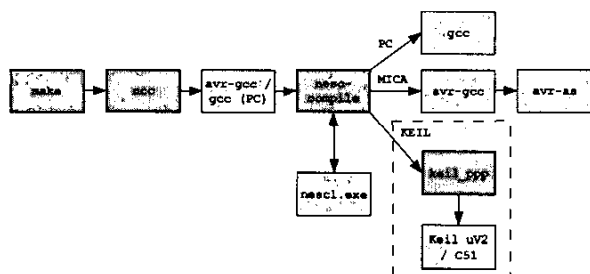 PC
gcc
make
ncc
avr-gcc /
gcc (PC)
nesc-
compile
MICA
avr-gcc
avr-as
KEIL
nescl.exe
keil_ppp
Keil uV2
/ C51